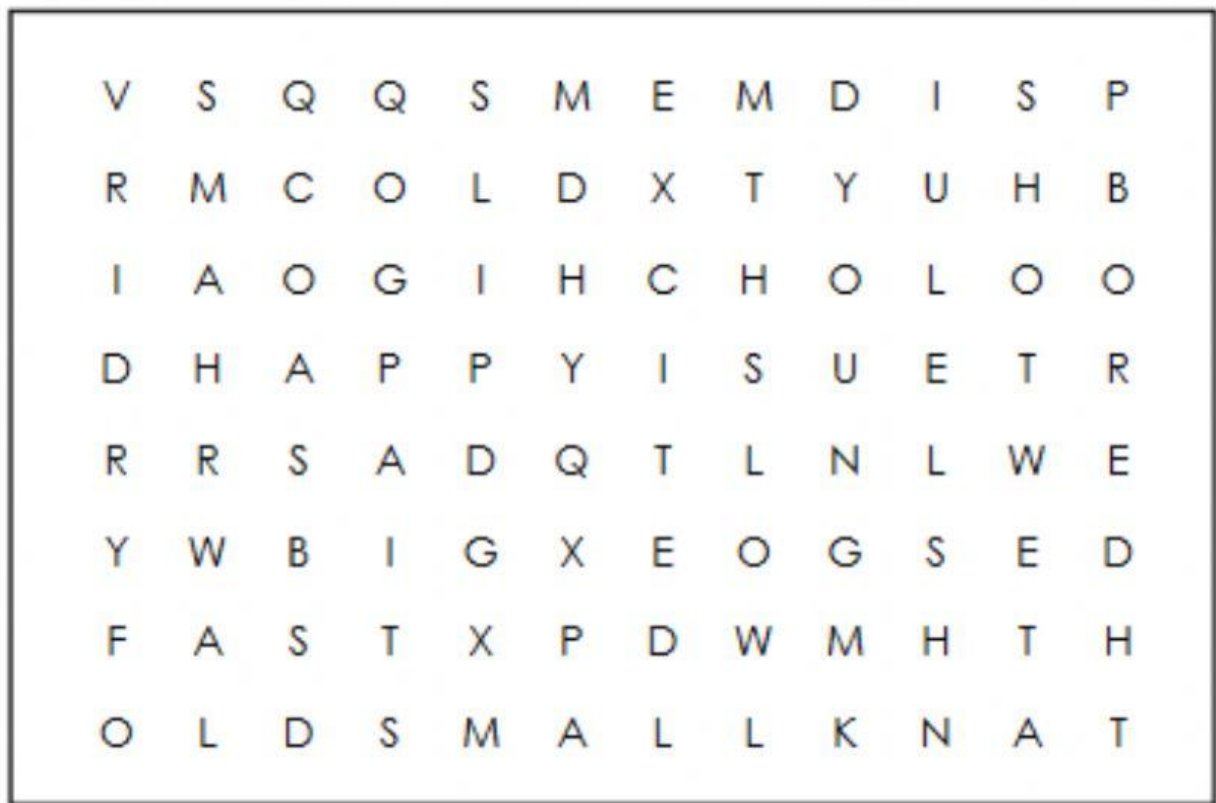 V S Q Q S M E M D I S P
R M C O L D X T Y U H B
I A O G I H C H O L O O
D H A P P Y I S U E T R
R R S A D Q T L N L W E
Y W B I G X E O G S E D
F A S T X P D W M H T H
O L D S M A L L K N A T